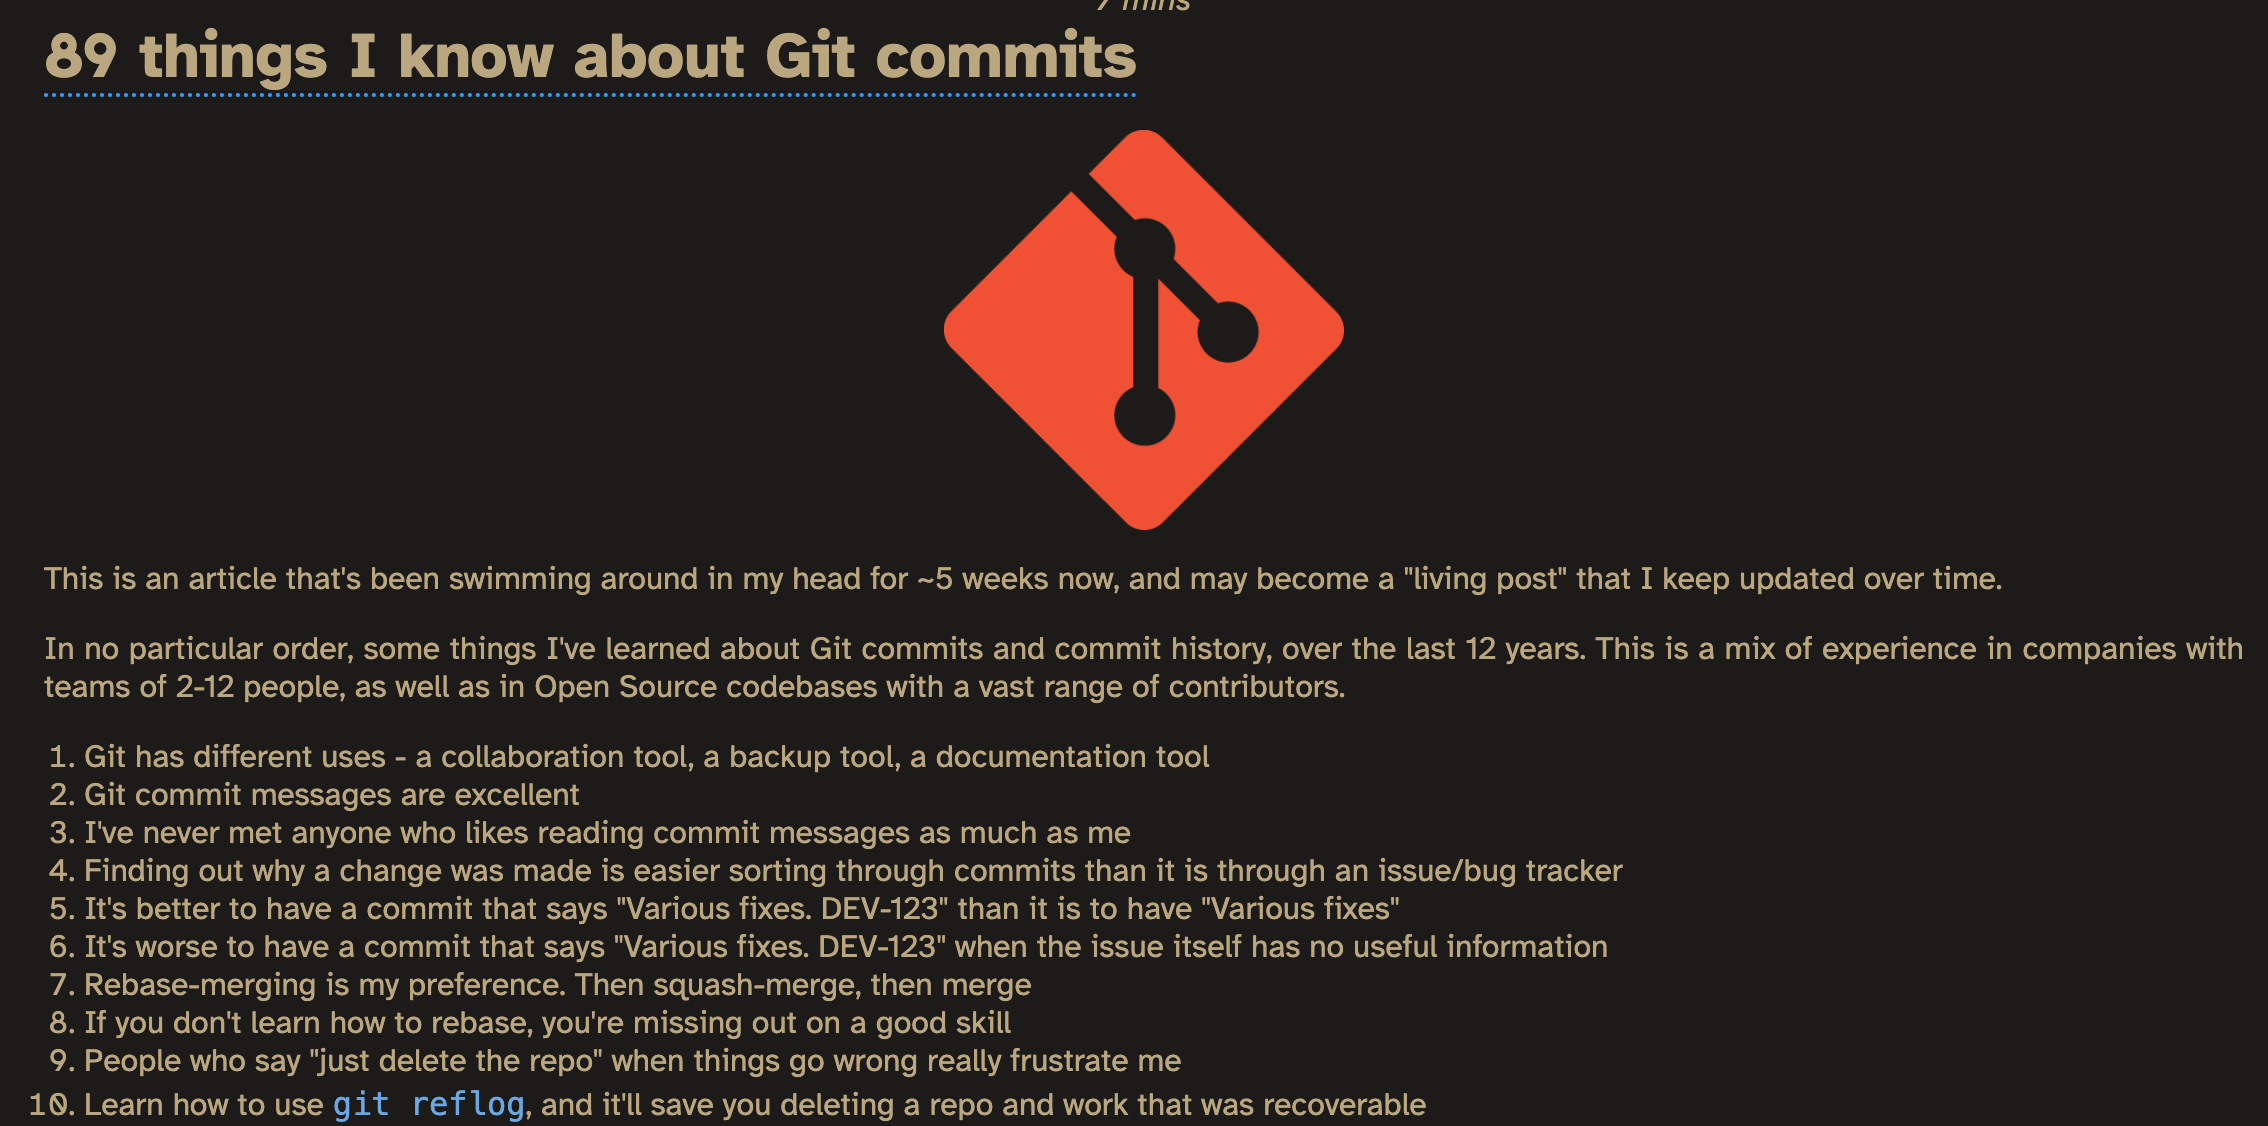 7 mins
89 things I know about Git commits
This is an article that's been swimming around in my head for ~5 weeks now, and may become a "living post" that I keep updated over time.
In no particular order, some things I've learned about Git commits and commit history, over the last 12 years. This is a mix of experience in companies with
teams of 2-12 people, as well as in Open Source codebases with a vast range of contributors.
1. Git has different uses - a collaboration tool, a backup tool, a documentation tool
2. Git commit messages are excellent
3. I've never met anyone who likes reading commit messages as much as me
4. Finding out why a change was made is easier sorting through commits than it is through an issue/bug tracker
5. It's better to have a commit that says "Various fixes. DEV-123" than it is to have "Various fixes"
6. It's worse to have a commit that says "Various fixes. DEV-123" when the issue itself has no useful information
7. Rebase-merging is my preference. Then squash-merge, then merge
8. If you don't learn how to rebase, you're missing out on a good skill
9. People who say "just delete the repo" when things go wrong really frustrate me
10. Learn how to use git reflog, and it'll save you deleting a repo and work that was recoverable